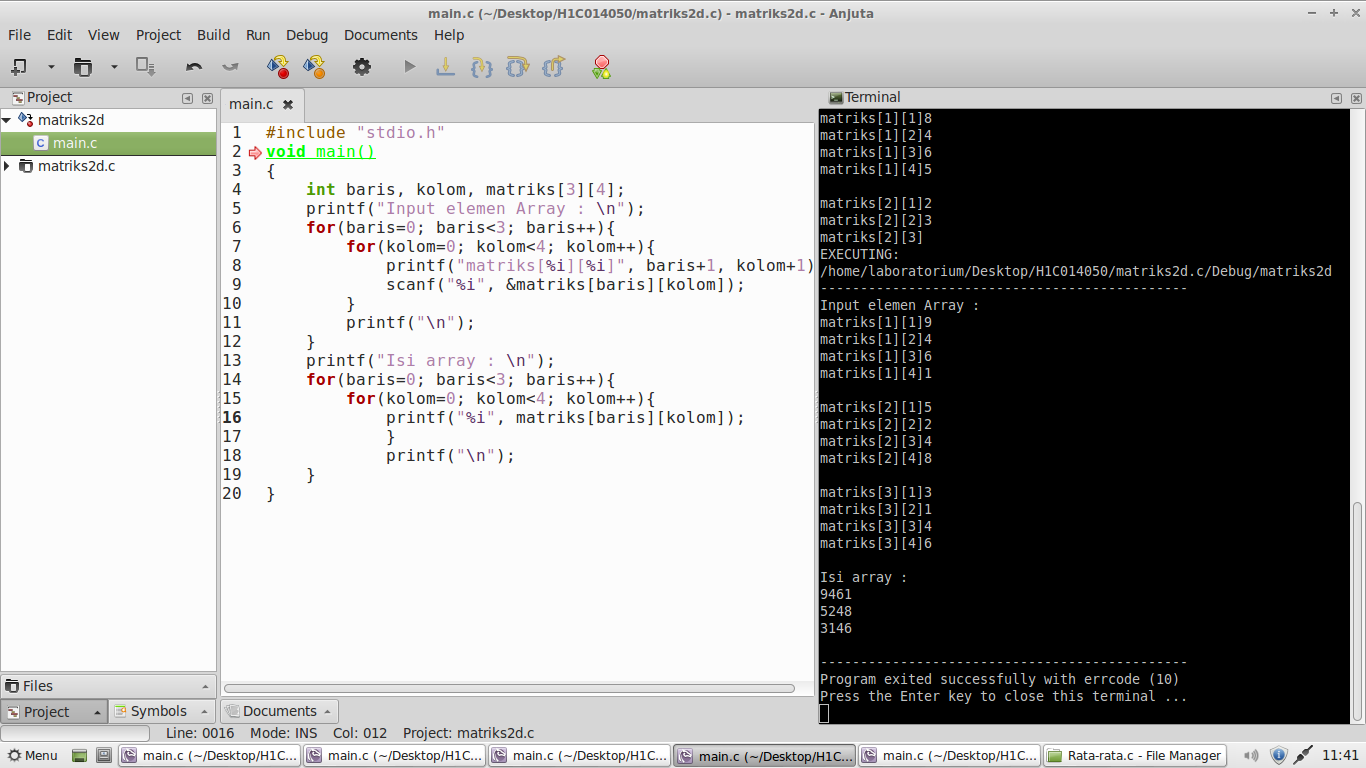 main.c (~/Desktop/H1C014050/matriks2d.c) - matriks2d.c - Anjuta
File Edit View Project Build Run Debug Documents Help
Project
matriks2d
main.c
matriks2d.c
Files
Project Symbols
main.c
1 #include "stdio.h"
2 void main()
3 {
4 int baris, kolom, matriks[3][4];
5 printf("Input elemen Array : \n");
6 for(baris=0; baris<3; baris++){
7 for(kolom=0; kolom<4; kolom++){
8 printf("matriks[%i][%i]", baris+1, kolom+1)
9 scanf("%i", &matriks[baris][kolom]);
10 }
11 printf("\n");
12 }
13 printf("Isi array : \n");
14 for(baris=0; baris<3; baris++){
15 for(kolom=0; kolom<4; kolom++){
16 printf("%i", matriks[baris][kolom]);
17 }
18 printf("\n");
19 }
20 }
Documents
Terminal
matriks[1][1]8
matriks[1][2]4
matriks[1][3]6
matriks[1][4]5
matriks[2][1]2
matriks[2][2]3
matriks[2][3]
EXECUTING:
/home/laboratorium/Desktop/H1C014050/matriks2d.c/Debug/matriks2d
----------------------------------------------
Input elemen Array :
matriks[1][1]9
matriks[1][2]4
matriks[1][3]6
matriks[1][4]1
matriks[2][1]5
matriks[2][2]2
matriks[2][3]4
matriks[2][4]8
matriks[3][1]3
matriks[3][2]1
matriks[3][3]4
matriks[3][4]6
Isi array :
9461
5248
3146
----------------------------------------------
Program exited successfully with errcode (10)
Press the Enter key to close this terminal ...
Line: 0016 Mode: INS Col: 012 Project: matriks2d.c
Menu main.c (~/Desktop/H1C... main.c (~/Desktop/H1C... main.c (~/Desktop/H1C... main.c (~/Desktop/H1C... main.c (~/Desktop/H1C... Rata-rata.c - File Manager 11:41